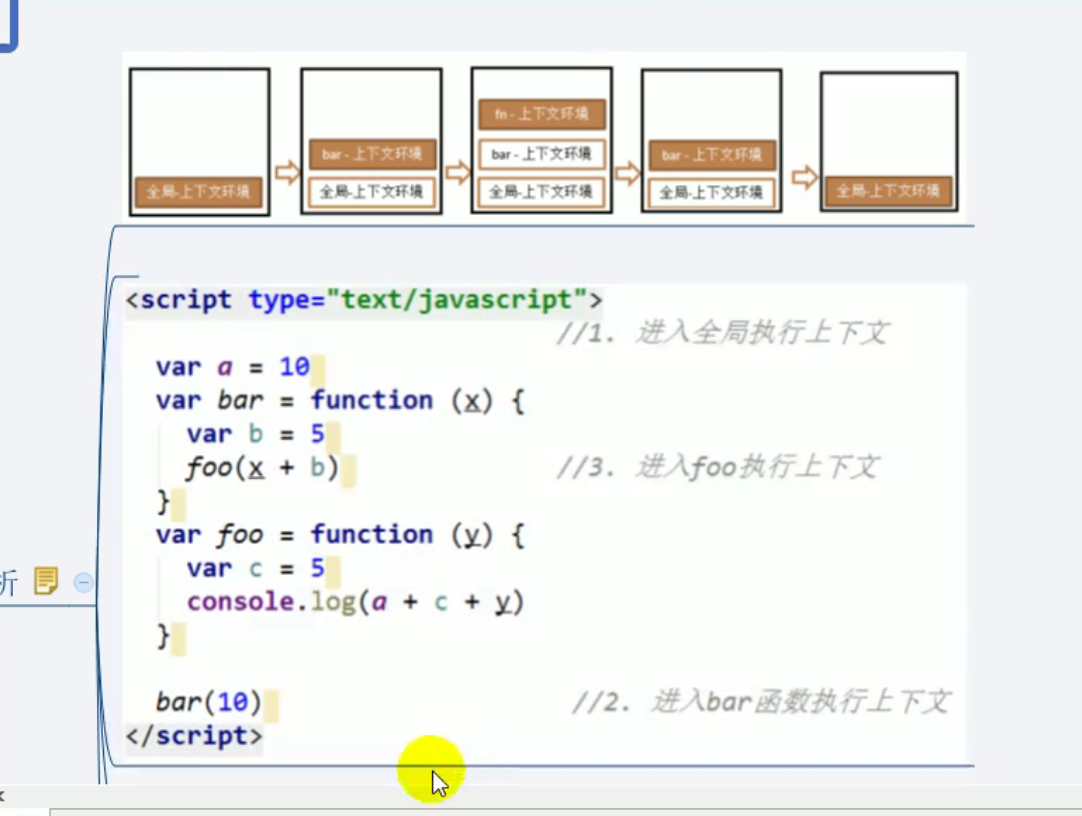 全局-上下文环境
bar - 上下文环境
全局-上下文环境
fn - 上下文环境
bar - 上下文环境
全局-上下文环境
bar - 上下文环境
全局-上下文环境
全局-上下文环境
<script type="text/javascript">
//1. 进入全局执行上下文
var a = 10
var bar = function (x) {
var b = 5
foo(x + b) //3. 进入foo执行上下文
}
var foo = function (y) {
var c = 5
console.log(a + c + y)
}
bar(10) //2. 进入bar函数执行上下文
</script>
析